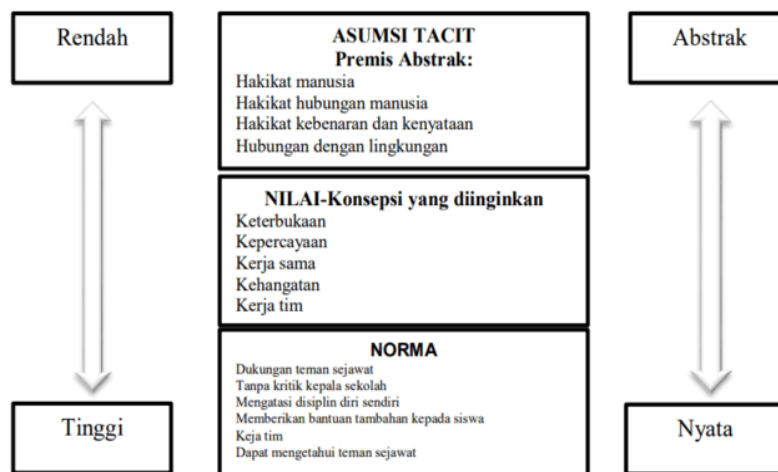 Rendah
ASUMSI TACIT
Premis Abstrak:
Hakikat manusia
Hakikat hubungan manusia
Hakikat kebenaran dan kenyataan
Hubungan dengan lingkungan
Abstrak
NILAI-Konsepsi yang diinginkan
Keterbukaan
Kepercayaan
Kerja sama
Kehangatan
Kerja tim
NORMA
Dukungan teman sejawat
Tanpa kritik kepala sekolah
Mengatasi disiplin diri sendiri
Memberikan bantuan tambahan kepada siswa
Keja tim
Dapat mengetahui teman sejawat
Tinggi
Nyata